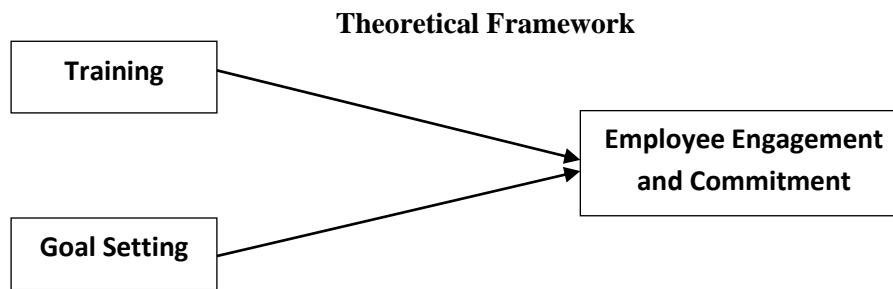 Theoretical Framework
Training
Employee Engagement
and Commitment
Goal Setting